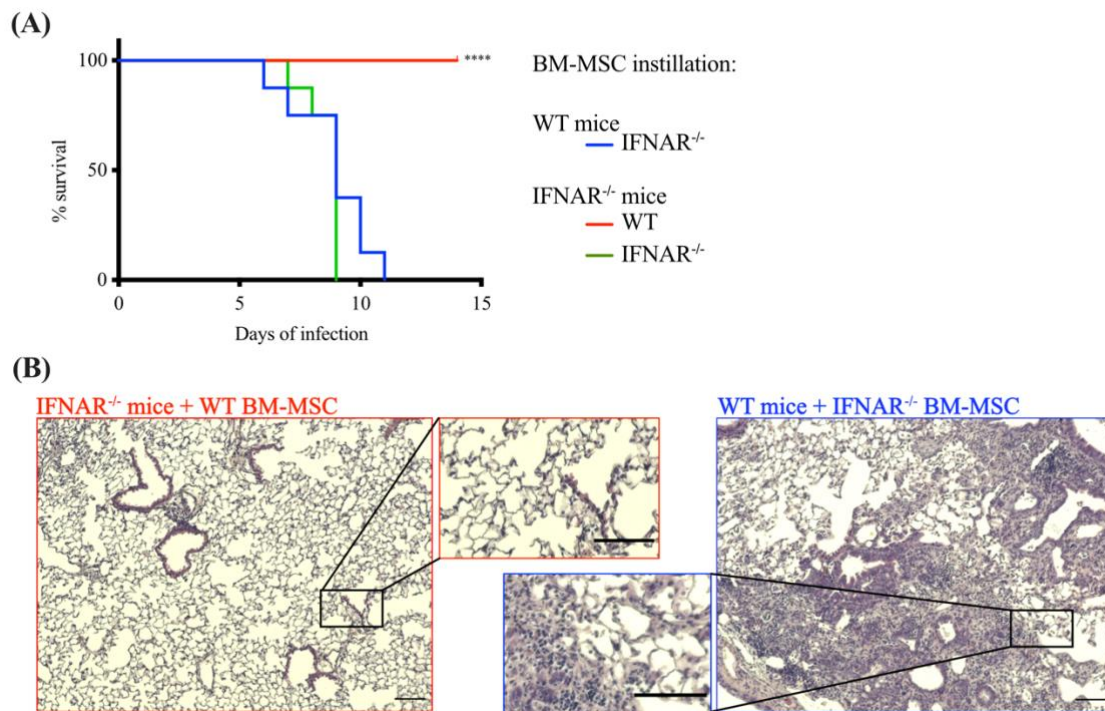 (A)
100
50
0
% survival
****
0
5
10
15
Days of infection
BM-MSC instillation:
WT mice
IFNAR-/-
IFNAR-/- mice
WT
IFNAR-/-
(B)
IFNAR-/- mice + WT BM-MSC
WT mice + IFNAR-/- BM-MSC